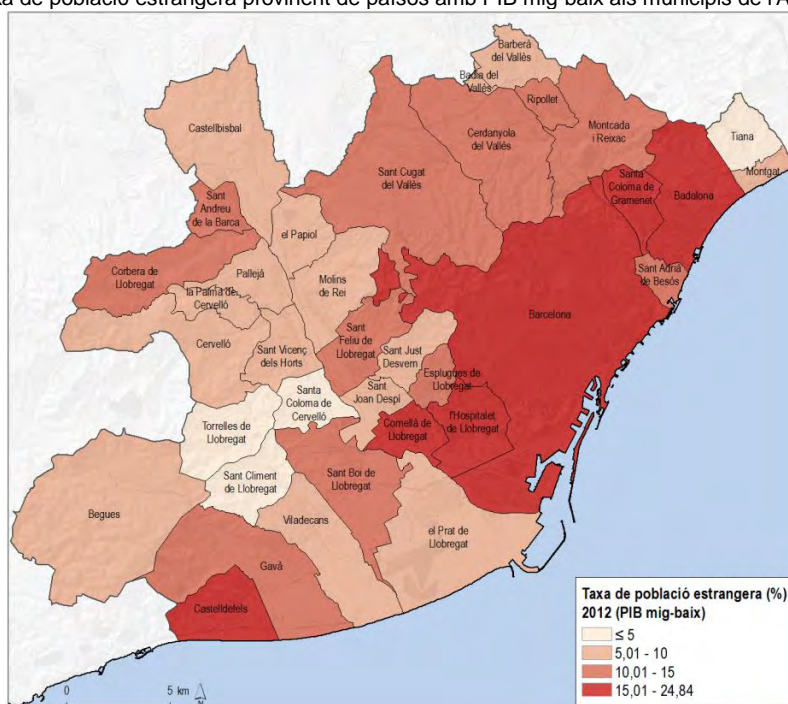 xa de població estrangera provinent de països amb PIB mig baix als municipis de l'A
Barberà
del Vallès
Badia del
Vallès
Ripollet
Castellbisbal
Cerdanyola
del Vallès
Montcada
i Reixac
Tiana
Montgat
Sant Cugat
del Vallès
Santa
Coloma de
Gramenet
Badalona
Sant
Andreu
de la Barca
el Papiol
Corbera de
Llobregat
Pallejà
Molins
de Rei
Sant Adrià
de Besòs
la Palma de
Cervelló
Barcelona
Cervelló
Sant Vicenç
dels Horts
Sant
Feliu de
Llobregat
Sant Just
Desvern
Esplugues de
Llobregat
Santa
Coloma de
Cervelló
Sant
Joan Despí
Torrelles de
Llobregat
Cornellà de
Llobregat
l'Hospitalet
de Llobregat
Sant Climent
de Llobregat
Sant Boi de
Llobregat
Begues
Viladecans
el Prat de
Llobregat
Gavà
Castelldefels
Taxa de població estrangera (%)
2012 (PIB mig-baix)
≤ 5
5,01 - 10
10,01 - 15
15,01 - 24,84
0 5 km
N